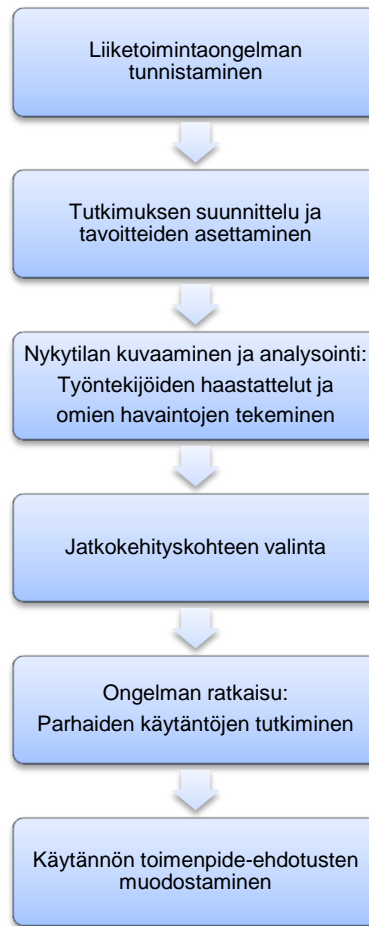 Liiketoimintaongelman
tunnistaminen
Tutkimuksen suunnittelu ja
tavoitteiden asettaminen
Nykytilan kuvaaminen ja analysointi:
Työntekijöiden haastattelut ja
omien havaintojen tekeminen
Jatkokehityskohteen valinta
Ongelman ratkaisu:
Parhaiden käytäntöjen tutkiminen
Käytännön toimenpide-ehdotusten
muodostaminen